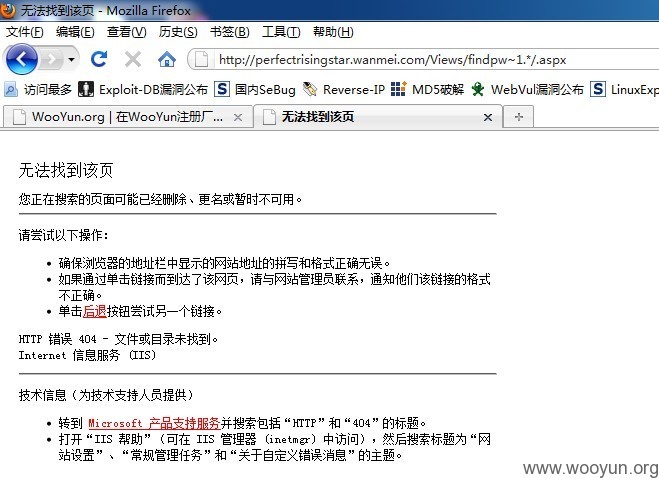 无法找到该页 - Mozilla Firefox
文件(F) 编辑(E) 查看(V) 历史(S) 书签(B) 工具(T) 帮助(H)
http://perfectrisingstar.wanmei.com/Views/findpw~1.*/.aspx
访问最多 Exploit-DB漏洞公布 国内SeBug Reverse-IP MD5破解 WebVul漏洞公布 LinuxExp
WooYun.org | 在WooYun注册厂... 无法找到该页
无法找到该页
您正在搜索的页面可能已经删除、更名或暂时不可用。
请尝试以下操作:
• 确保浏览器的地址栏中显示的网站地址的拼写和格式正确无误。
• 如果通过单击链接而到达了该网页，请与网站管理员联系，通知他们该链接的格式
不正确。
• 单击后退按钮尝试另一个链接。
HTTP 错误 404 - 文件或目录未找到。
Internet 信息服务 (IIS)
技术信息（为技术支持人员提供）
• 转到 Microsoft 产品支持服务并搜索包括“HTTP”和“404”的标题。
• 打开“IIS 帮助”（可在 IIS 管理器 (inetmgr) 中访问），然后搜索标题为“网
站设置”、“常规管理任务”和“关于自定义错误消息”的主题。
www.wooyun.org